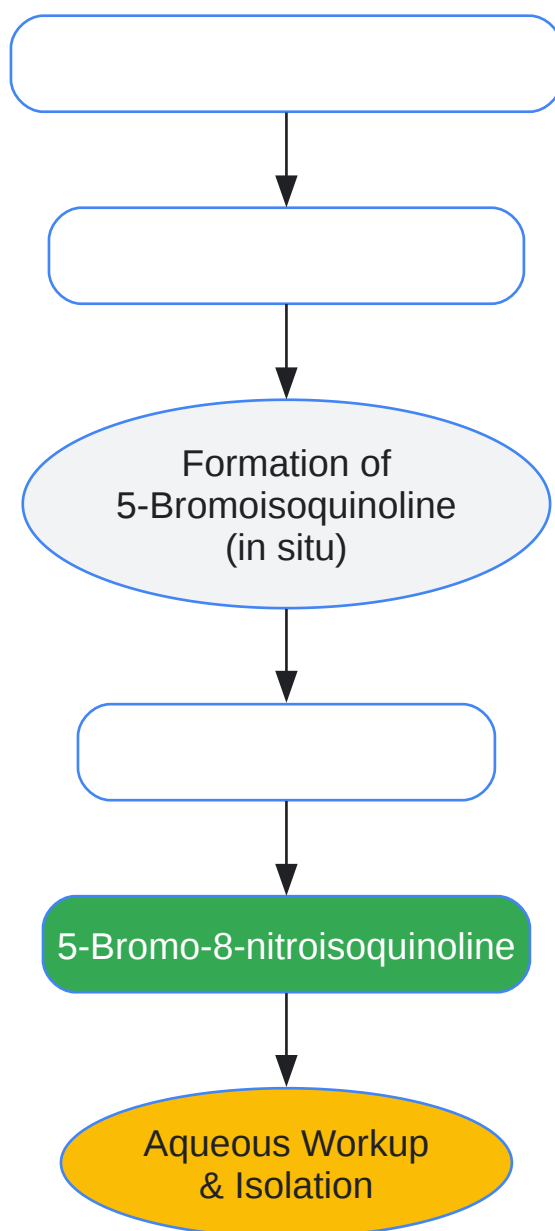 Formation of
5-Bromoisoquinoline
(in situ)
5-Bromo-8-nitroisoquinoline
Aqueous Workup
& Isolation